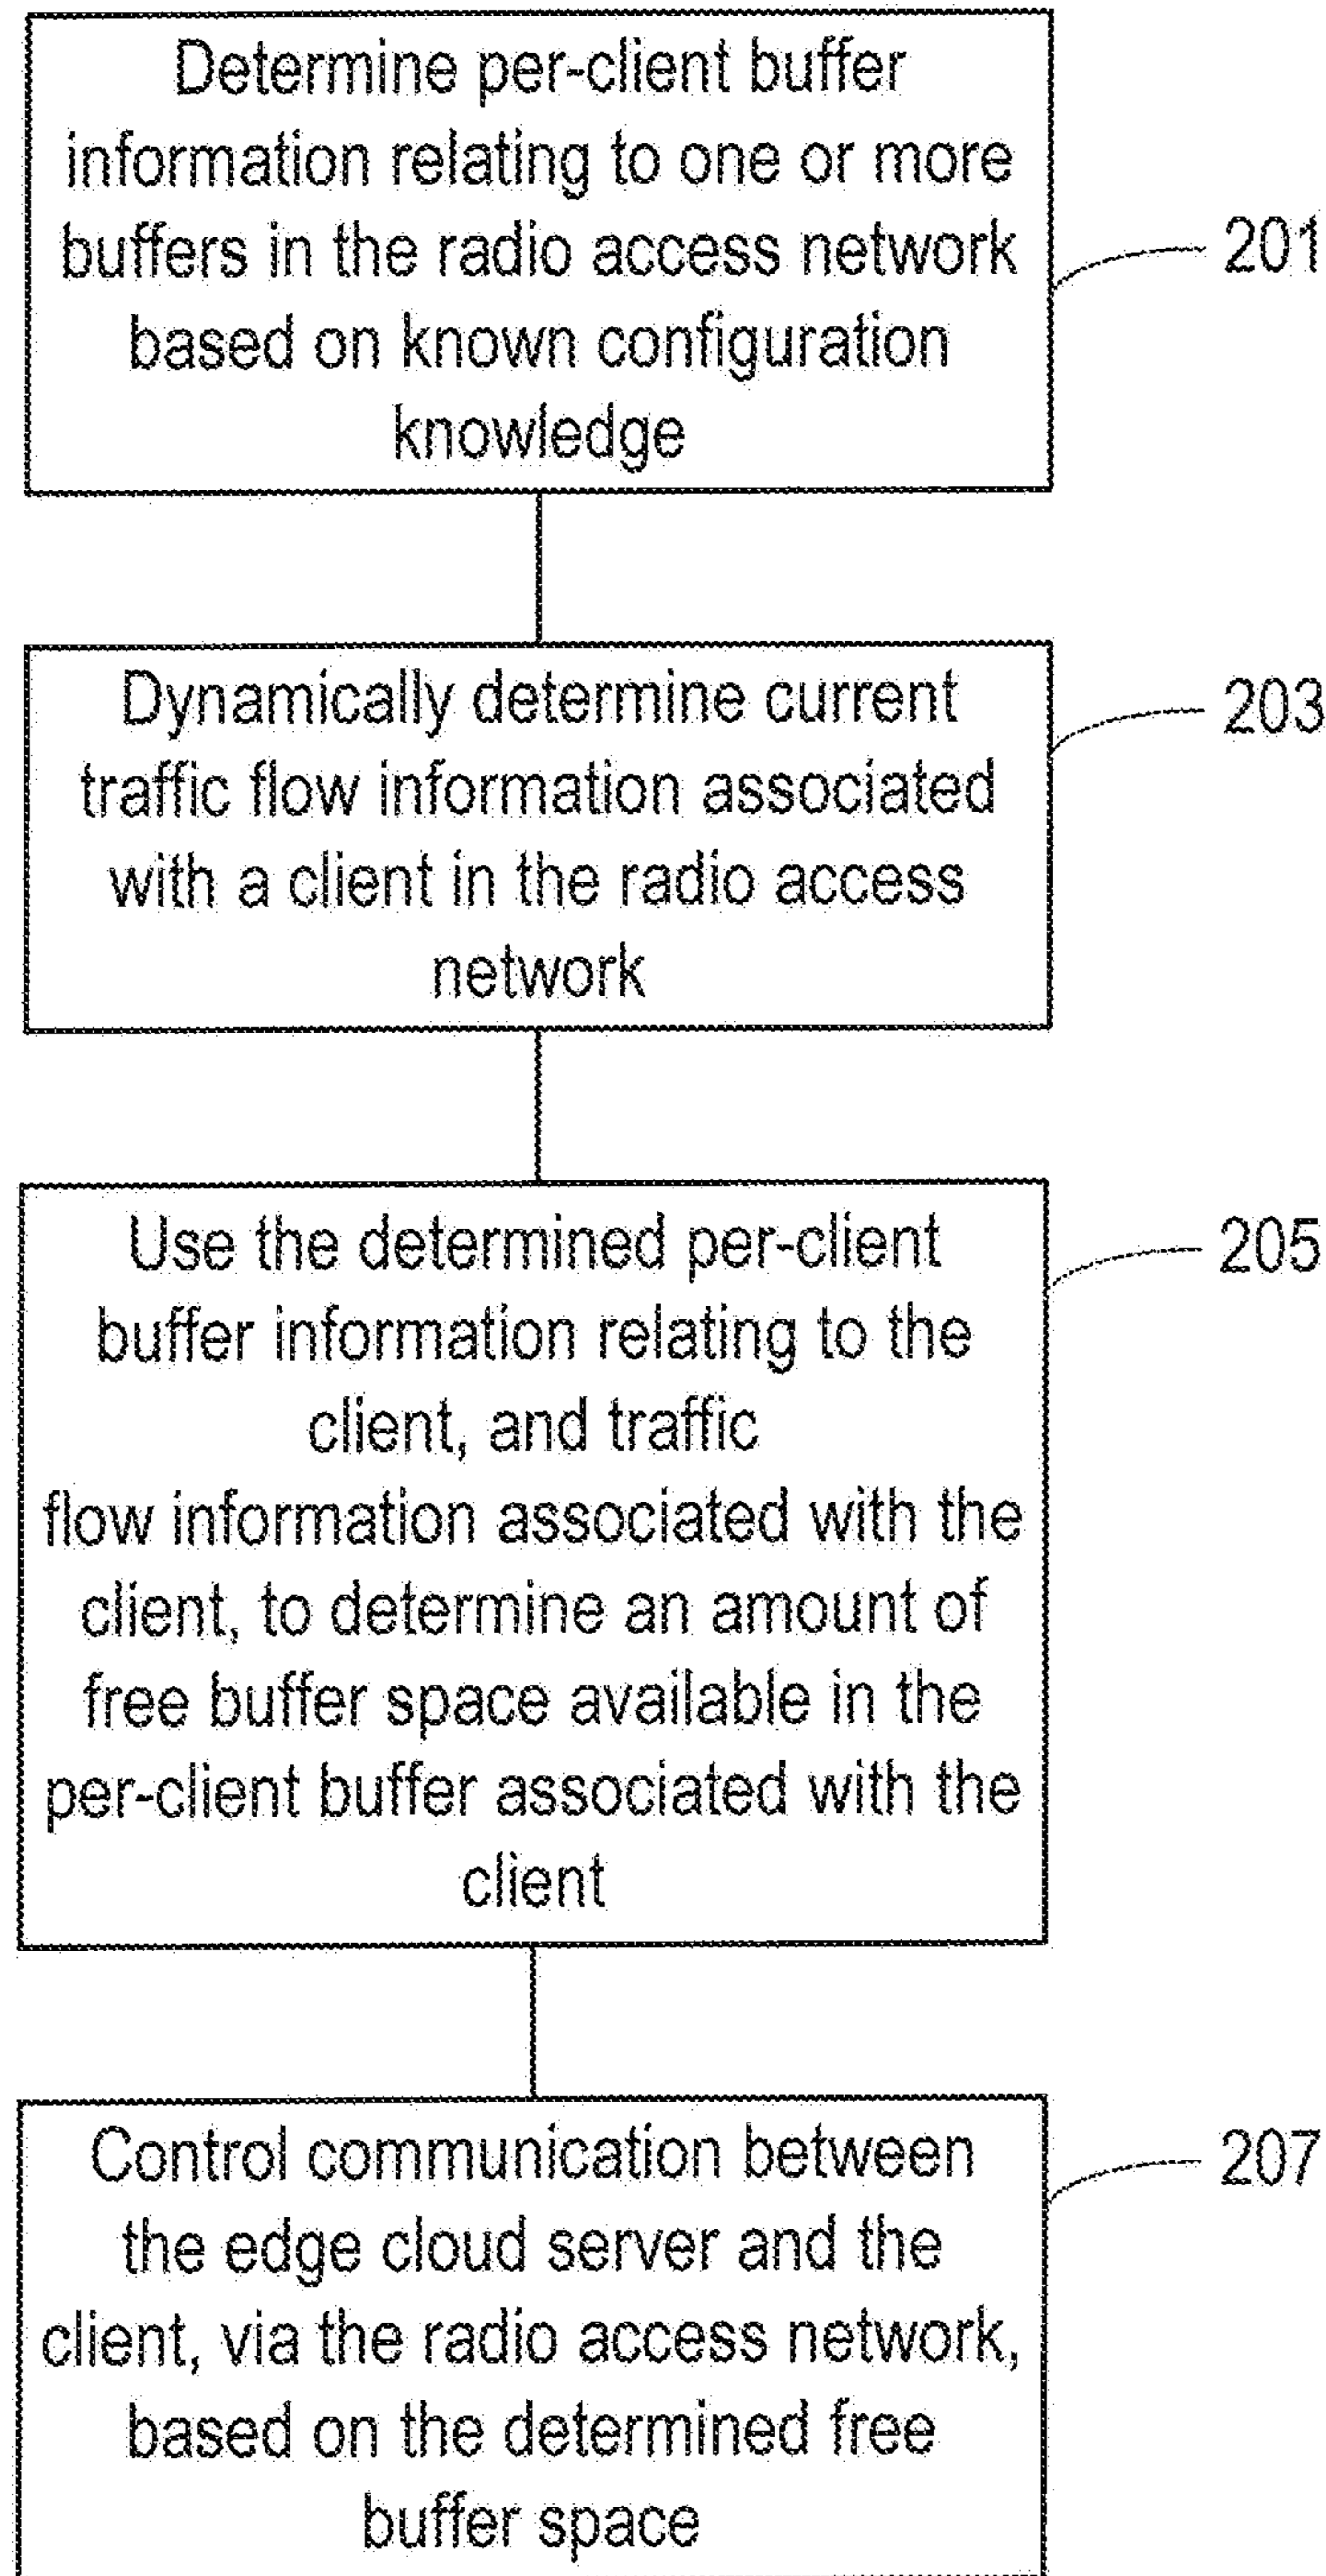 Determine per-client buffer
information relating to one or more
buffers in the radio access network
based on known configuration
knowledge
201
Dynamically determine current
traffic flow information associated
with a client in the radio access
network
203
Use the determined per-client
buffer information relating to the
client, and traffic
flow information associated with the
client, to determine an amount of
free buffer space available in the
per-client buffer associated with the
client
205
Control communication between
the edge cloud server and the
client, via the radio access network,
based on the determined free
buffer space
207